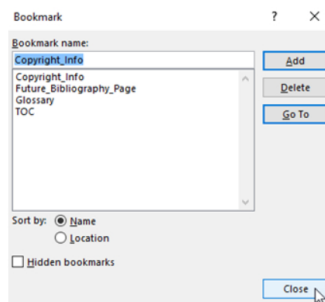 Bookmark ? X
Bookmark name:
Copyright_Info
Add
Copyright_Info
Future_Bibliography_Page
Glossary
TOC
Delete
Go To
Sort by: Name
Location
Hidden bookmarks
Close